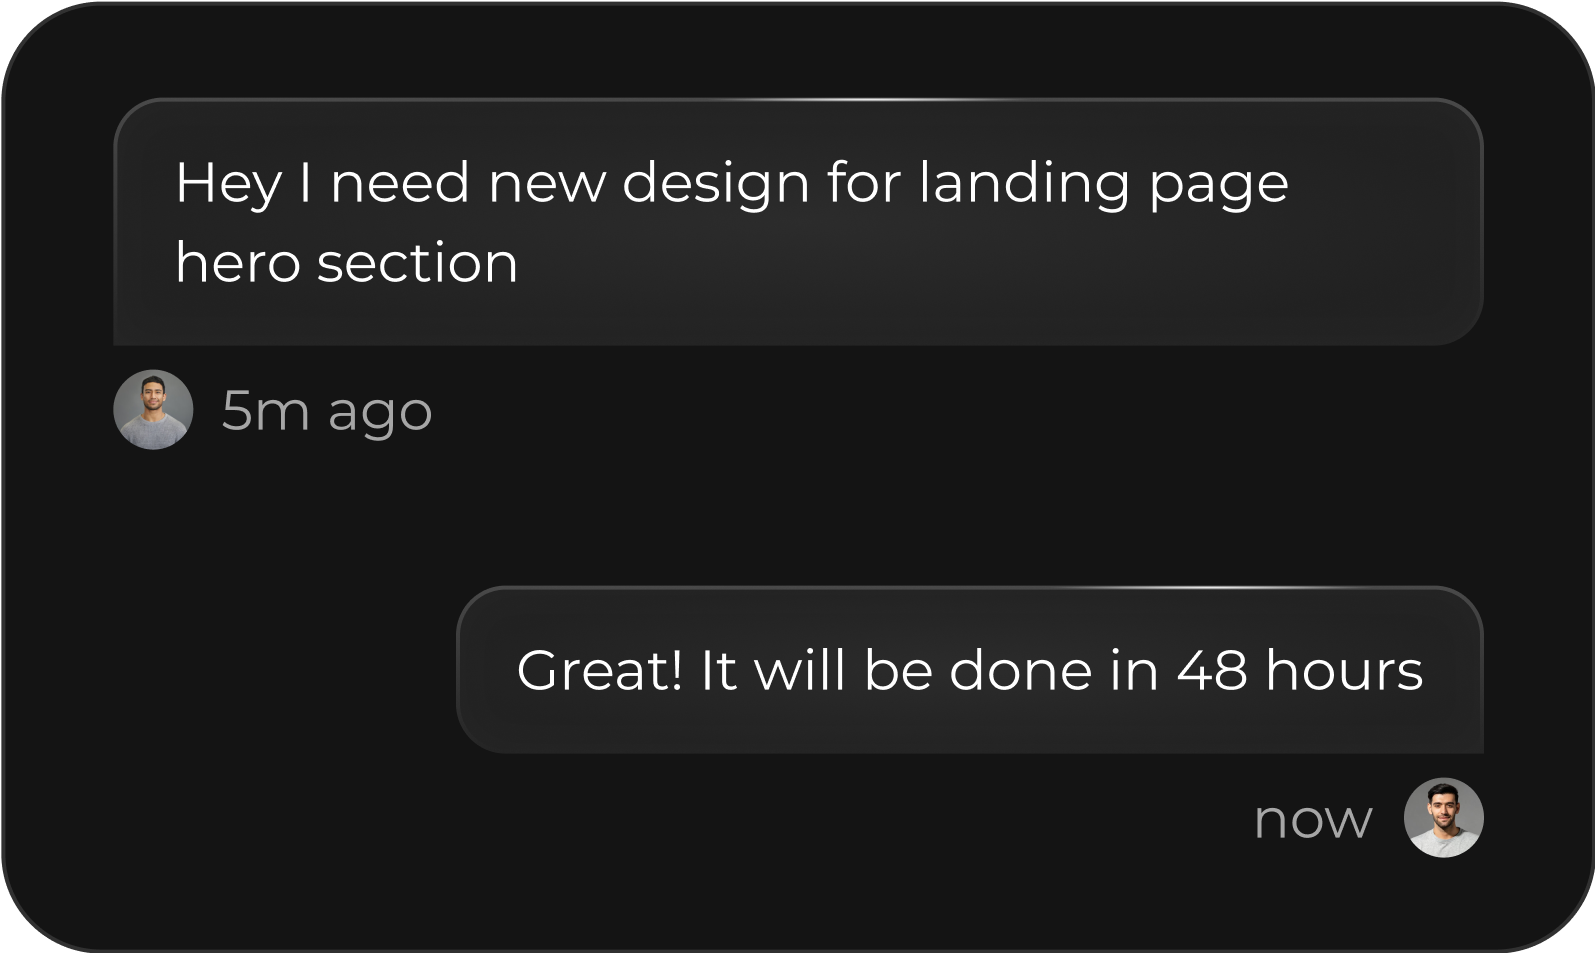 Hey I need new design for landing page
hero section
5m ago
Great! It will be done in 48 hours
now